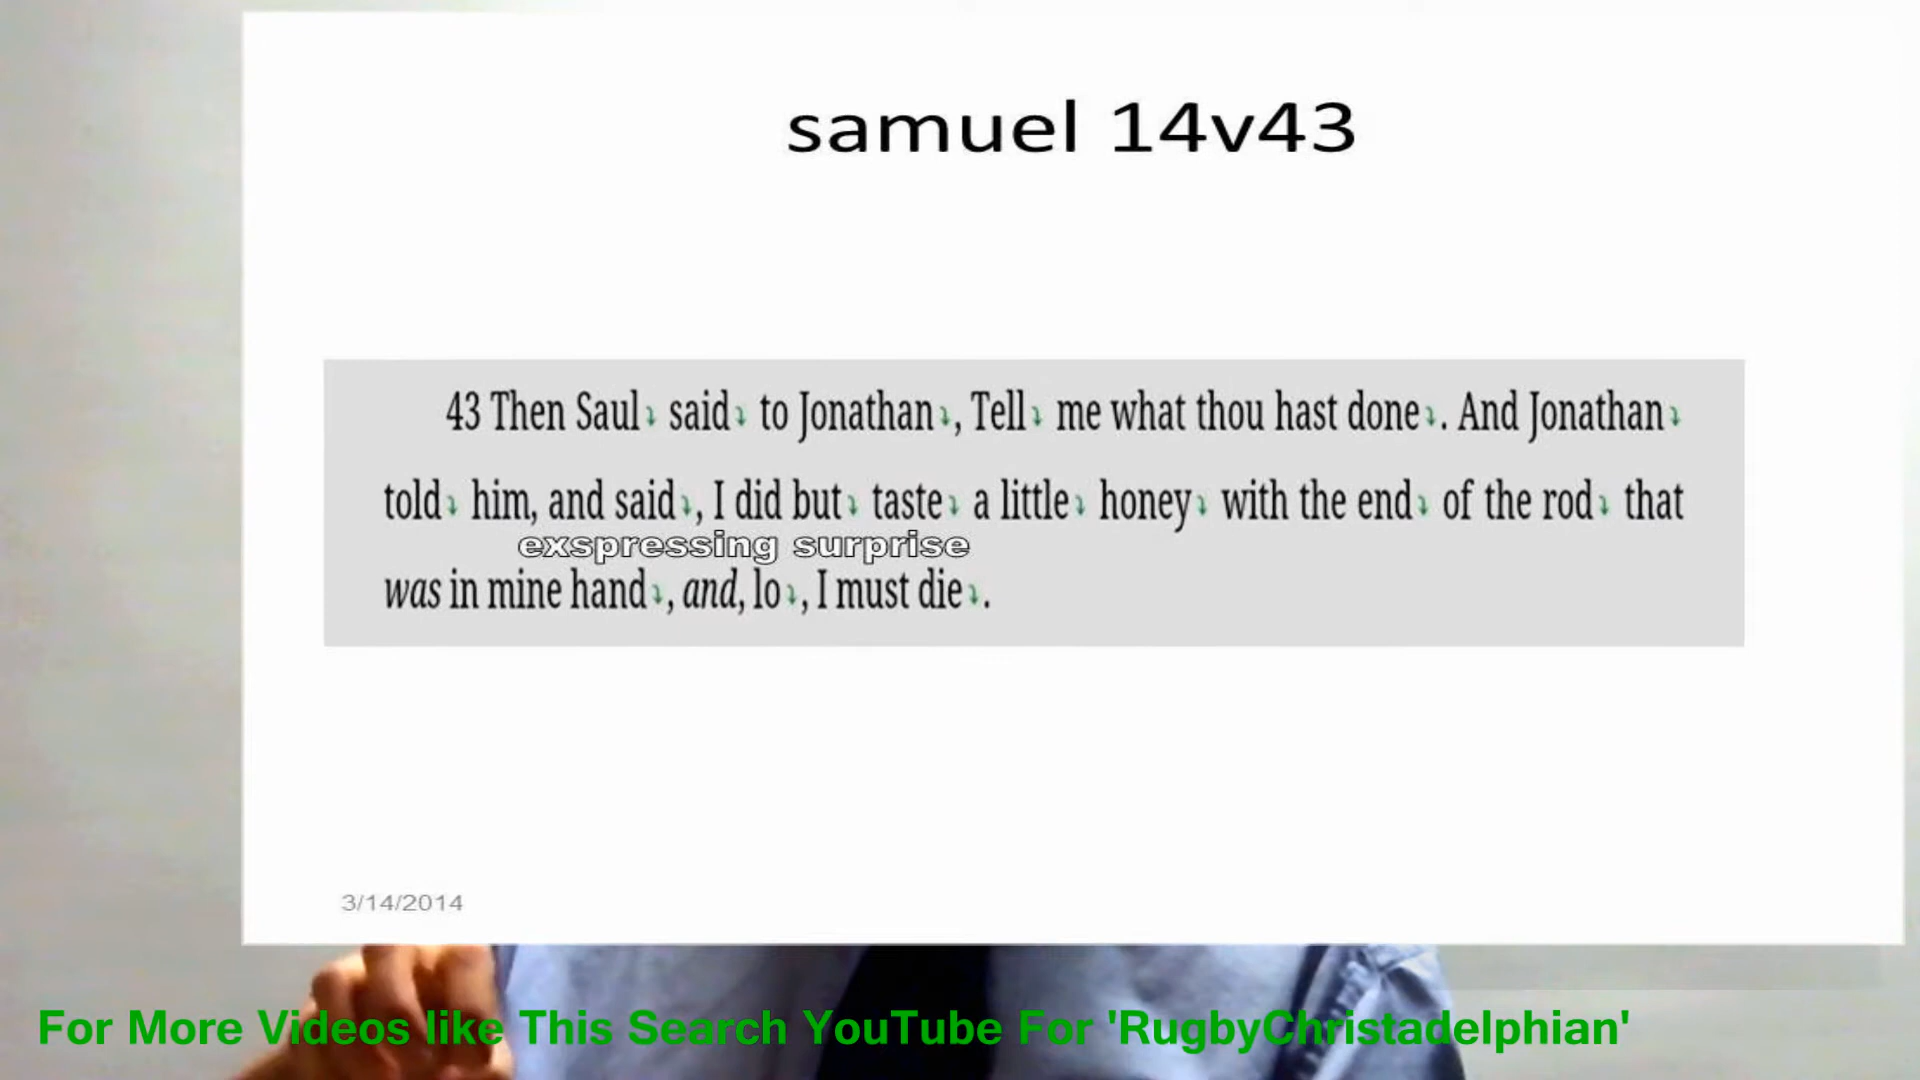 samuel 14v43
43 Then Saul said to Jonathan, Tell me what thou hast done. And Jonathan
told him, and said, I did but taste a little honey with the end of the rod that
exspressing surprise
was in mine hand, and, lo, I must die.
3/14/2014
For More Videos like This Search YouTube For 'RugbyChristadelphian'